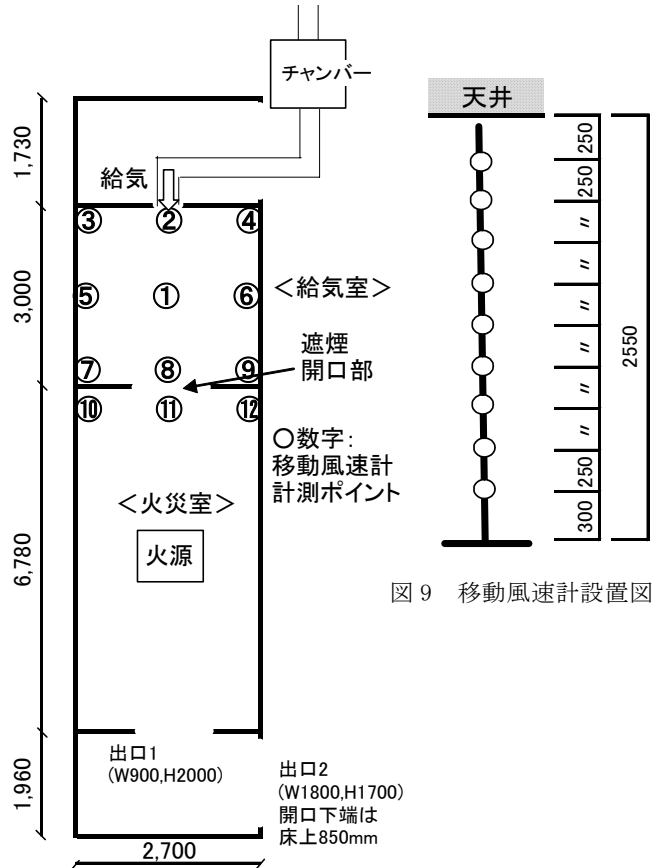 チャンバー
1,730
給気
③
②
④
3,000
⑤
①
⑥
<給気室>
⑦
⑧
⑨
遮煙
開口部
⑩
⑪
⑫
○数字:
移動風速計
計測ポイント
<火災室>
火源
6,780
出口1
(W900,H2000)
1,960
出口2
(W1800,H1700)
開口下端は
床上850mm
2,700
天井
250
250
〃
〃
〃
〃
〃
〃
250
300
2550
図 9 移動風速計設置図